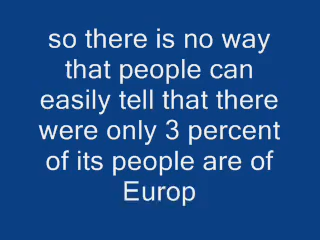 so there is no way
that people can
easily tell that there
were only 3 percent
of its people are of
Europ